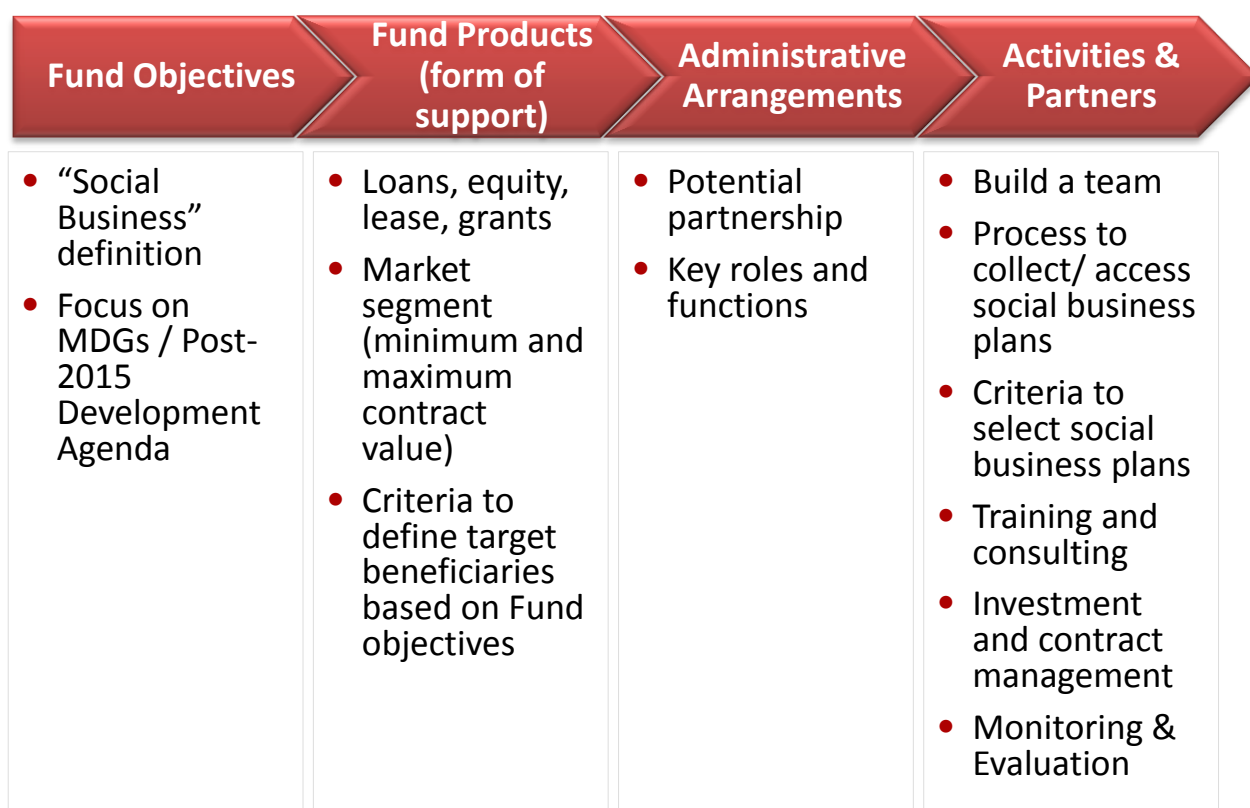 Fund Objectives
Fund Products
(form of
support)
Administrative
Arrangements
Activities &
Partners
• “Social
Business”
definition
• Focus on
MDGs / Post-
2015
Development
Agenda
• Loans, equity,
lease, grants
• Market
segment
(minimum and
maximum
contract
value)
• Criteria to
define target
beneficiaries
based on Fund
objectives
• Potential
partnership
• Key roles and
functions
• Build a team
• Process to
collect/ access
social business
plans
• Criteria to
select social
business plans
• Training and
consulting
• Investment
and contract
management
• Monitoring &
Evaluation